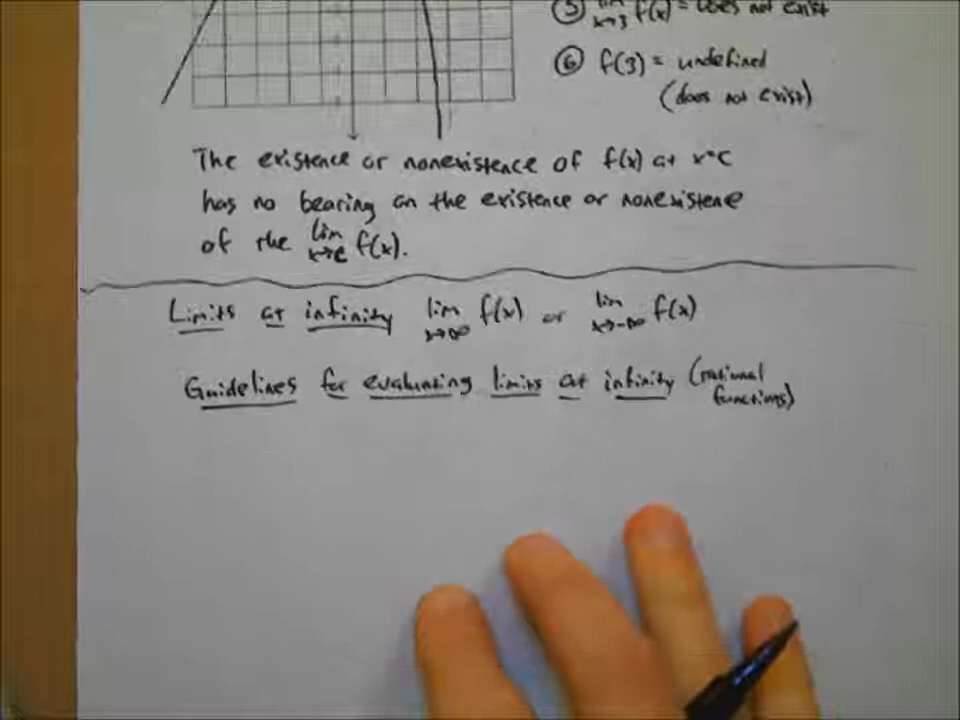 ⑤ lim x→3 f(x) = does not exist
⑥ f(3) = undefined
(does not exist)
The existence or nonexistence of f(x) at x=c
has no bearing on the existence or nonexistene
of the lim x→c f(x).
Limits at infinity lim x→∞ f(x) or lim x→-∞ f(x)
Guidelines for evaluating limits at infinity (rational
functions)